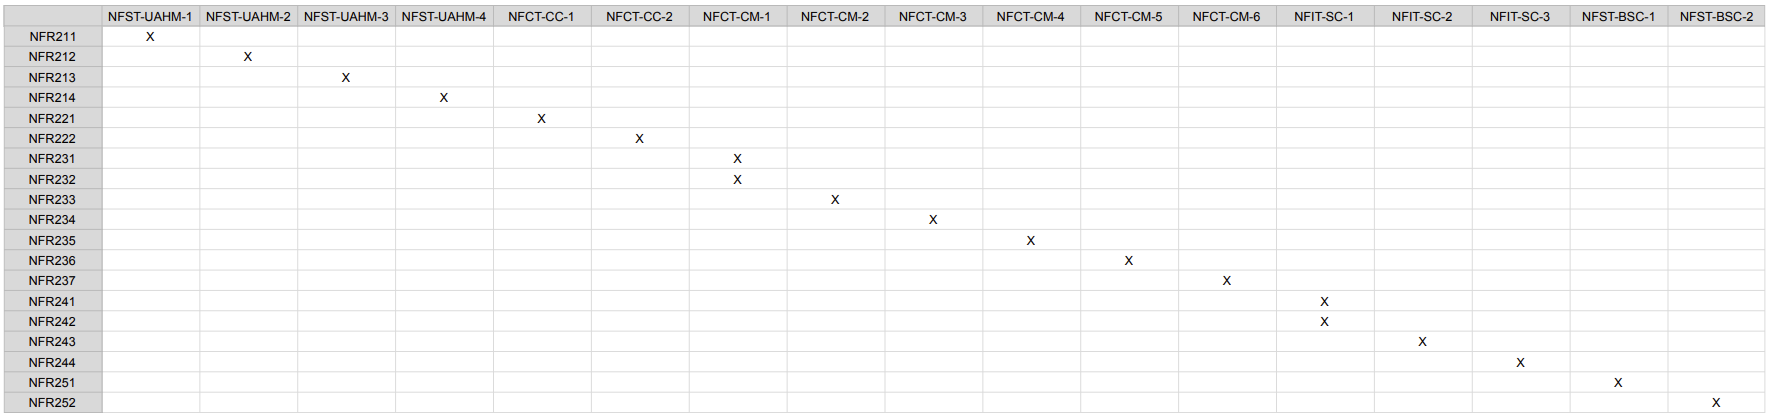 NFST-UAHM-1 NFST-UAHM-2 NFST-UAHM-3 NFST-UAHM-4 NFCT-CC-1 NFCT-CC-2 NFCT-CM-1 NFCT-CM-2 NFCT-CM-3 NFCT-CM-4 NFCT-CM-5 NFCT-CM-6 NFIT-SC-1 NFIT-SC-2 NFIT-SC-3 NFST-BSC-1 NFST-BSC-2
NFR211 X
NFR212 X
NFR213 X
NFR214 X
NFR221 X
NFR222 X
NFR231 X
NFR232 X
NFR233 X
NFR234 X
NFR235 X
NFR236 X
NFR237 X
NFR241 X
NFR242 X
NFR243 X
NFR244 X
NFR251 X
NFR252 X